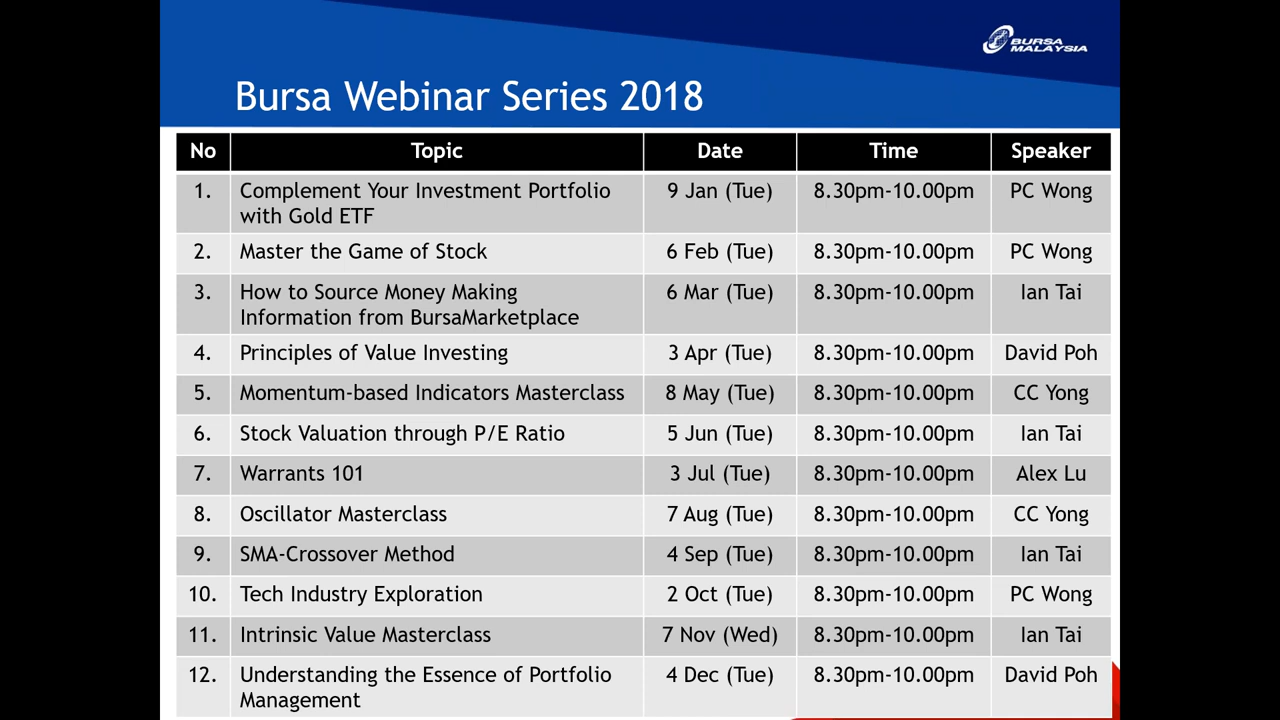 BURSA
MALAYSIA
Bursa Webinar Series 2018
No Topic Date Time Speaker
1. Complement Your Investment Portfolio 9 Jan (Tue) 8.30pm-10.00pm PC Wong
with Gold ETF
2. Master the Game of Stock 6 Feb (Tue) 8.30pm-10.00pm PC Wong
3. How to Source Money Making 6 Mar (Tue) 8.30pm-10.00pm Ian Tai
Information from BursaMarketplace
4. Principles of Value Investing 3 Apr (Tue) 8.30pm-10.00pm David Poh
5. Momentum-based Indicators Masterclass 8 May (Tue) 8.30pm-10.00pm CC Yong
6. Stock Valuation through P/E Ratio 5 Jun (Tue) 8.30pm-10.00pm Ian Tai
7. Warrants 101 3 Jul (Tue) 8.30pm-10.00pm Alex Lu
8. Oscillator Masterclass 7 Aug (Tue) 8.30pm-10.00pm CC Yong
9. SMA-Crossover Method 4 Sep (Tue) 8.30pm-10.00pm Ian Tai
10. Tech Industry Exploration 2 Oct (Tue) 8.30pm-10.00pm PC Wong
11. Intrinsic Value Masterclass 7 Nov (Wed) 8.30pm-10.00pm Ian Tai
12. Understanding the Essence of Portfolio 4 Dec (Tue) 8.30pm-10.00pm David Poh
Management